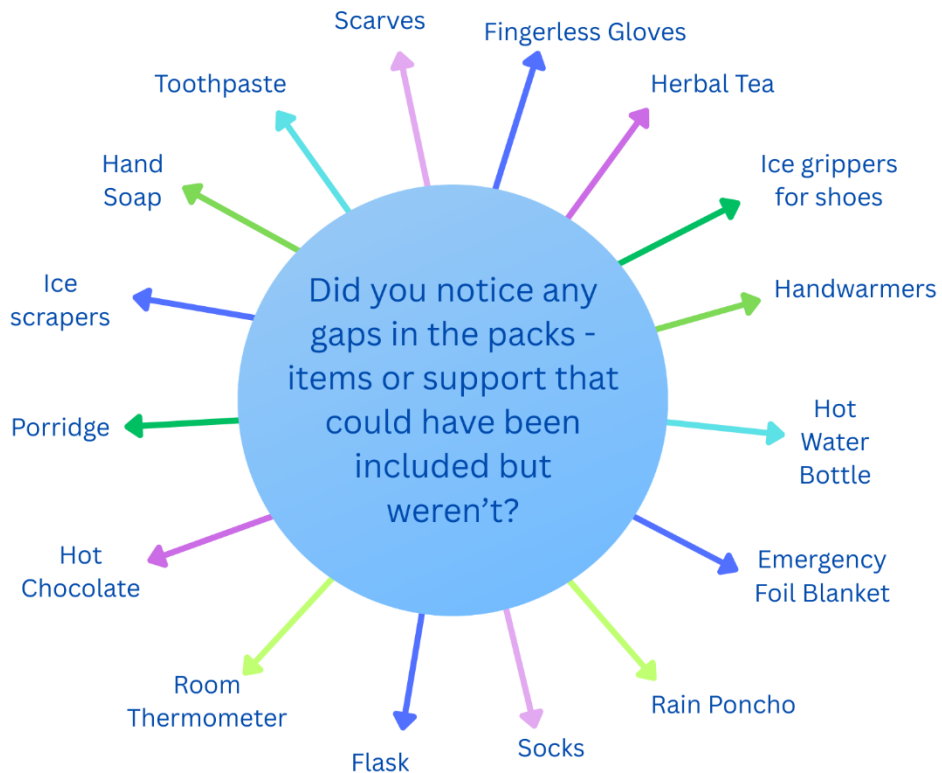 Did you notice any
gaps in the packs -
items or support that
could have been
included but
weren’t?
Scarves
Fingerless Gloves
Herbal Tea
Ice grippers
for shoes
Handwarmers
Hot
Water
Bottle
Emergency
Foil Blanket
Rain Poncho
Socks
Flask
Room
Thermometer
Hot
Chocolate
Porridge
Ice
scrapers
Hand
Soap
Toothpaste